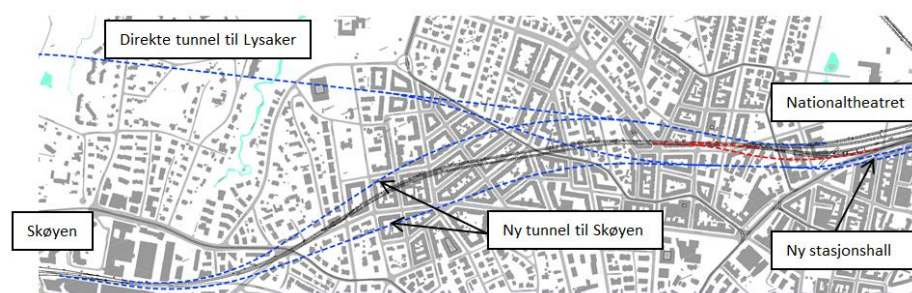 Direkte tunnel til Lysaker
Nationaltheatret
Skøyen
Ny tunnel til Skøyen
Ny stasjonshall